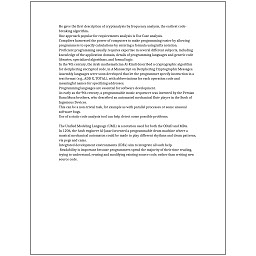 He gave the first description of cryptanalysis by frequency analysis, the earliest code-
breaking algorithm.
One approach popular for requirements analysis is Use Case analysis.
Compilers harnessed the power of computers to make programming easier by allowing
programmers to specify calculations by entering a formula using infix notation.
Proficient programming usually requires expertise in several different subjects, including
knowledge of the application domain, details of programming languages and generic code
libraries, specialized algorithms, and formal logic.
In the 9th century, the Arab mathematician Al-Kindi described a cryptographic algorithm
for deciphering encrypted code, in A Manuscript on Deciphering Cryptographic Messages.
Assembly languages were soon developed that let the programmer specify instruction in a
text format (e.g., ADD X, TOTAL), with abbreviations for each operation code and
meaningful names for specifying addresses.
Programming languages are essential for software development.
As early as the 9th century, a programmable music sequencer was invented by the Persian
Banu Musa brothers, who described an automated mechanical flute player in the Book of
Ingenious Devices.
This can be a non-trivial task, for example as with parallel processes or some unusual
software bugs.
Use of a static code analysis tool can help detect some possible problems.

The Unified Modeling Language (UML) is a notation used for both the OOAD and MDA.
In 1206, the Arab engineer Al-Jazari invented a programmable drum machine where a
musical mechanical automaton could be made to play different rhythms and drum patterns,
via pegs and cams.
Integrated development environments (IDEs) aim to integrate all such help.
Readability is important because programmers spend the majority of their time reading,
trying to understand, reusing and modifying existing source code, rather than writing new
source code.